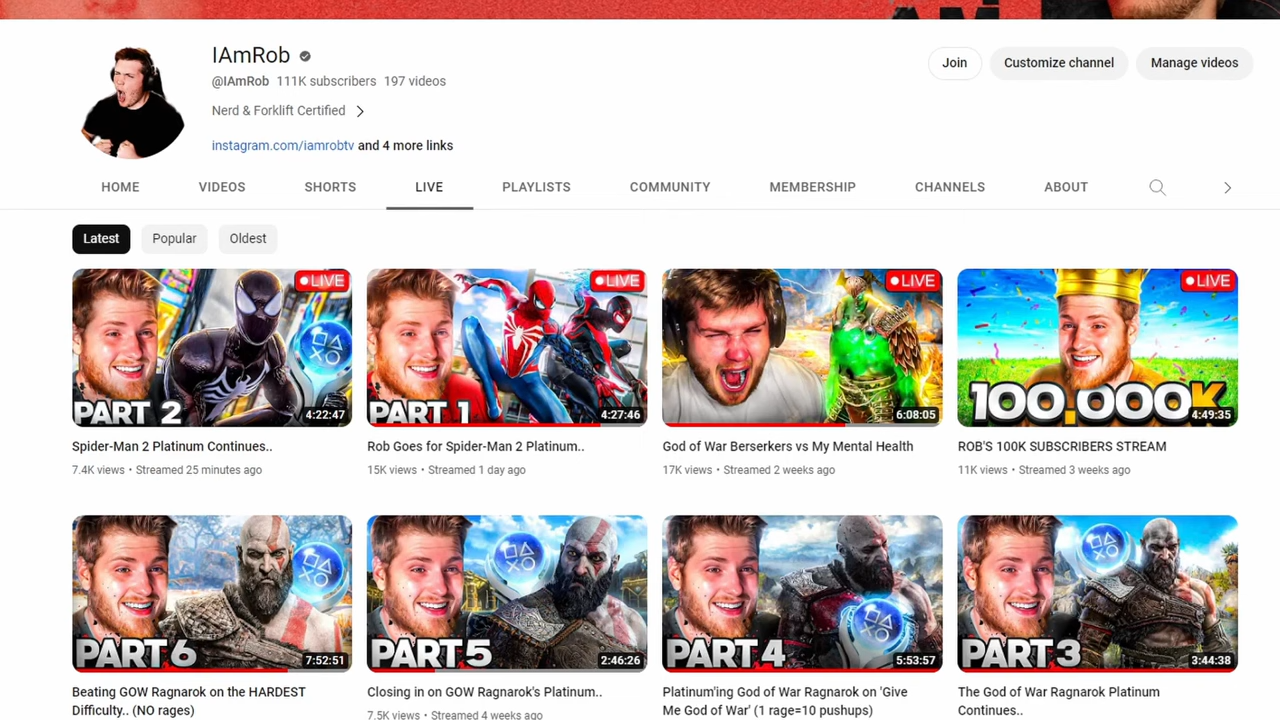 IAmRob
@IAmRob 111K subscribers 197 videos
Join
Customize channel
Manage videos
Nerd & Forklift Certified
instagram.com/iamrobtv and 4 more links
HOME VIDEOS SHORTS LIVE PLAYLISTS COMMUNITY MEMBERSHIP CHANNELS ABOUT
Latest Popular Oldest
LIVE
PART 2
4:22:47
Spider-Man 2 Platinum Continues..
7.4K views • Streamed 25 minutes ago
LIVE
PART 1
4:27:46
Rob Goes for Spider-Man 2 Platinum..
15K views • Streamed 1 day ago
LIVE
6:08:05
God of War Berserkers vs My Mental Health
17K views • Streamed 2 weeks ago
LIVE
100,000K
4:49:35
ROB'S 100K SUBSCRIBERS STREAM
11K views • Streamed 3 weeks ago
PART 6
7:52:51
Beating GOW Ragnarok on the HARDEST
Difficulty.. (NO rages)
PART 5
2:46:26
Closing in on GOW Ragnarok's Platinum..
7.5K views • Streamed 4 weeks ago
PART 4
5:53:57
Platinum'ing God of War Ragnarok on 'Give
Me God of War' (1 rage=10 pushups)
PART 3
3:44:38
The God of War Ragnarok Platinum
Continues..